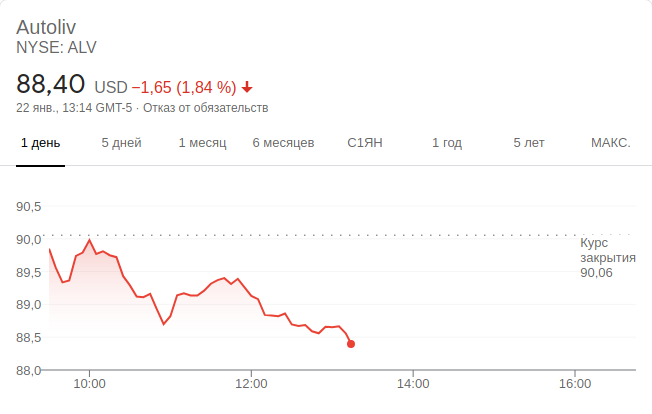 Autoliv
NYSE: ALV
88,40 USD −1,65 (1,84 %)
22 янв., 13:14 GMT-5 · Отказ от обязательств
1 день 5 дней 1 месяц 6 месяцев С1ЯН 1 год 5 лет МАКС.
90,5
90,0
Курс
закрытия
89,5 90,06
89,0
88,5
88,0
10:00 12:00 14:00 16:00